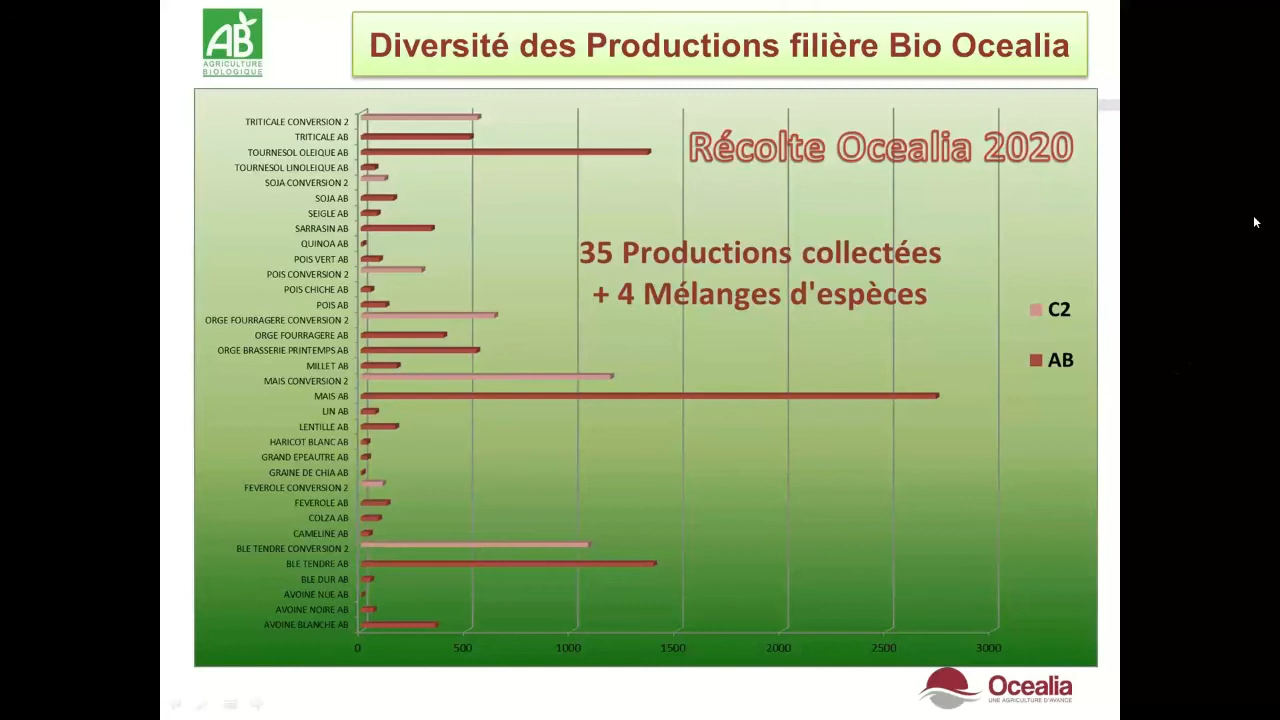 AB
AGRICULTURE
BIOLOGIQUE
Diversité des Productions filière Bio Ocealia
Récolte Ocealia 2020
35 Productions collectées
+ 4 Mélanges d'espèces
TRITICALE CONVERSION 2
TRITICALE AB
TOURNESOL OLEIQUE AB
TOURNESOL LINOLEIQUE AB
SOJA CONVERSION 2
SOJA AB
SEIGLE AB
SARRASIN AB
QUINOA AB
POIS VERT AB
POIS CONVERSION 2
POIS CHICHE AB
POIS AB
ORGE FOURRAGERE CONVERSION 2
ORGE FOURRAGERE AB
ORGE BRASSERIE PRINTEMPS AB
MILLET AB
MAIS CONVERSION 2
MAIS AB
LIN AB
LENTILLE AB
HARICOT BLANC AB
GRAND EPEAUTRE AB
GRAINE DE CHIA AB
FEVEROLE CONVERSION 2
FEVEROLE AB
COLZA AB
CAMELINE AB
BLE TENDRE CONVERSION 2
BLE TENDRE AB
BLE DUR AB
AVOINE NUE AB
AVOINE NOIRE AB
AVOINE BLANCHE AB
0 500 1000 1500 2000 2500 3000
C2
AB
Ocealia
UNE AGRICULTURE D'AVANCE